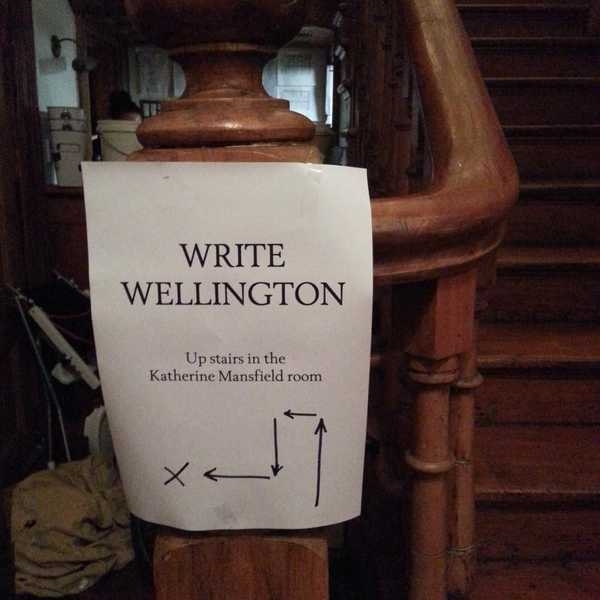 WRITE
WELLINGTON
Up stairs in the
Katherine Mansfield room
X